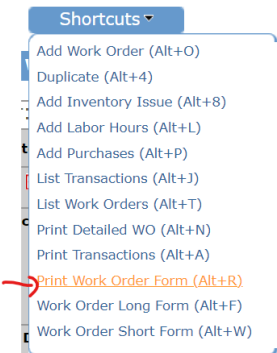 Shortcuts
Add Work Order (Alt+O)
Duplicate (Alt+4)
Add Inventory Issue (Alt+8)
Add Labor Hours (Alt+L)
Add Purchases (Alt+P)
List Transactions (Alt+J)
List Work Orders (Alt+T)
Print Detailed WO (Alt+N)
Print Transactions (Alt+A)
Print Work Order Form (Alt+R)
Work Order Long Form (Alt+F)
Work Order Short Form (Alt+W)